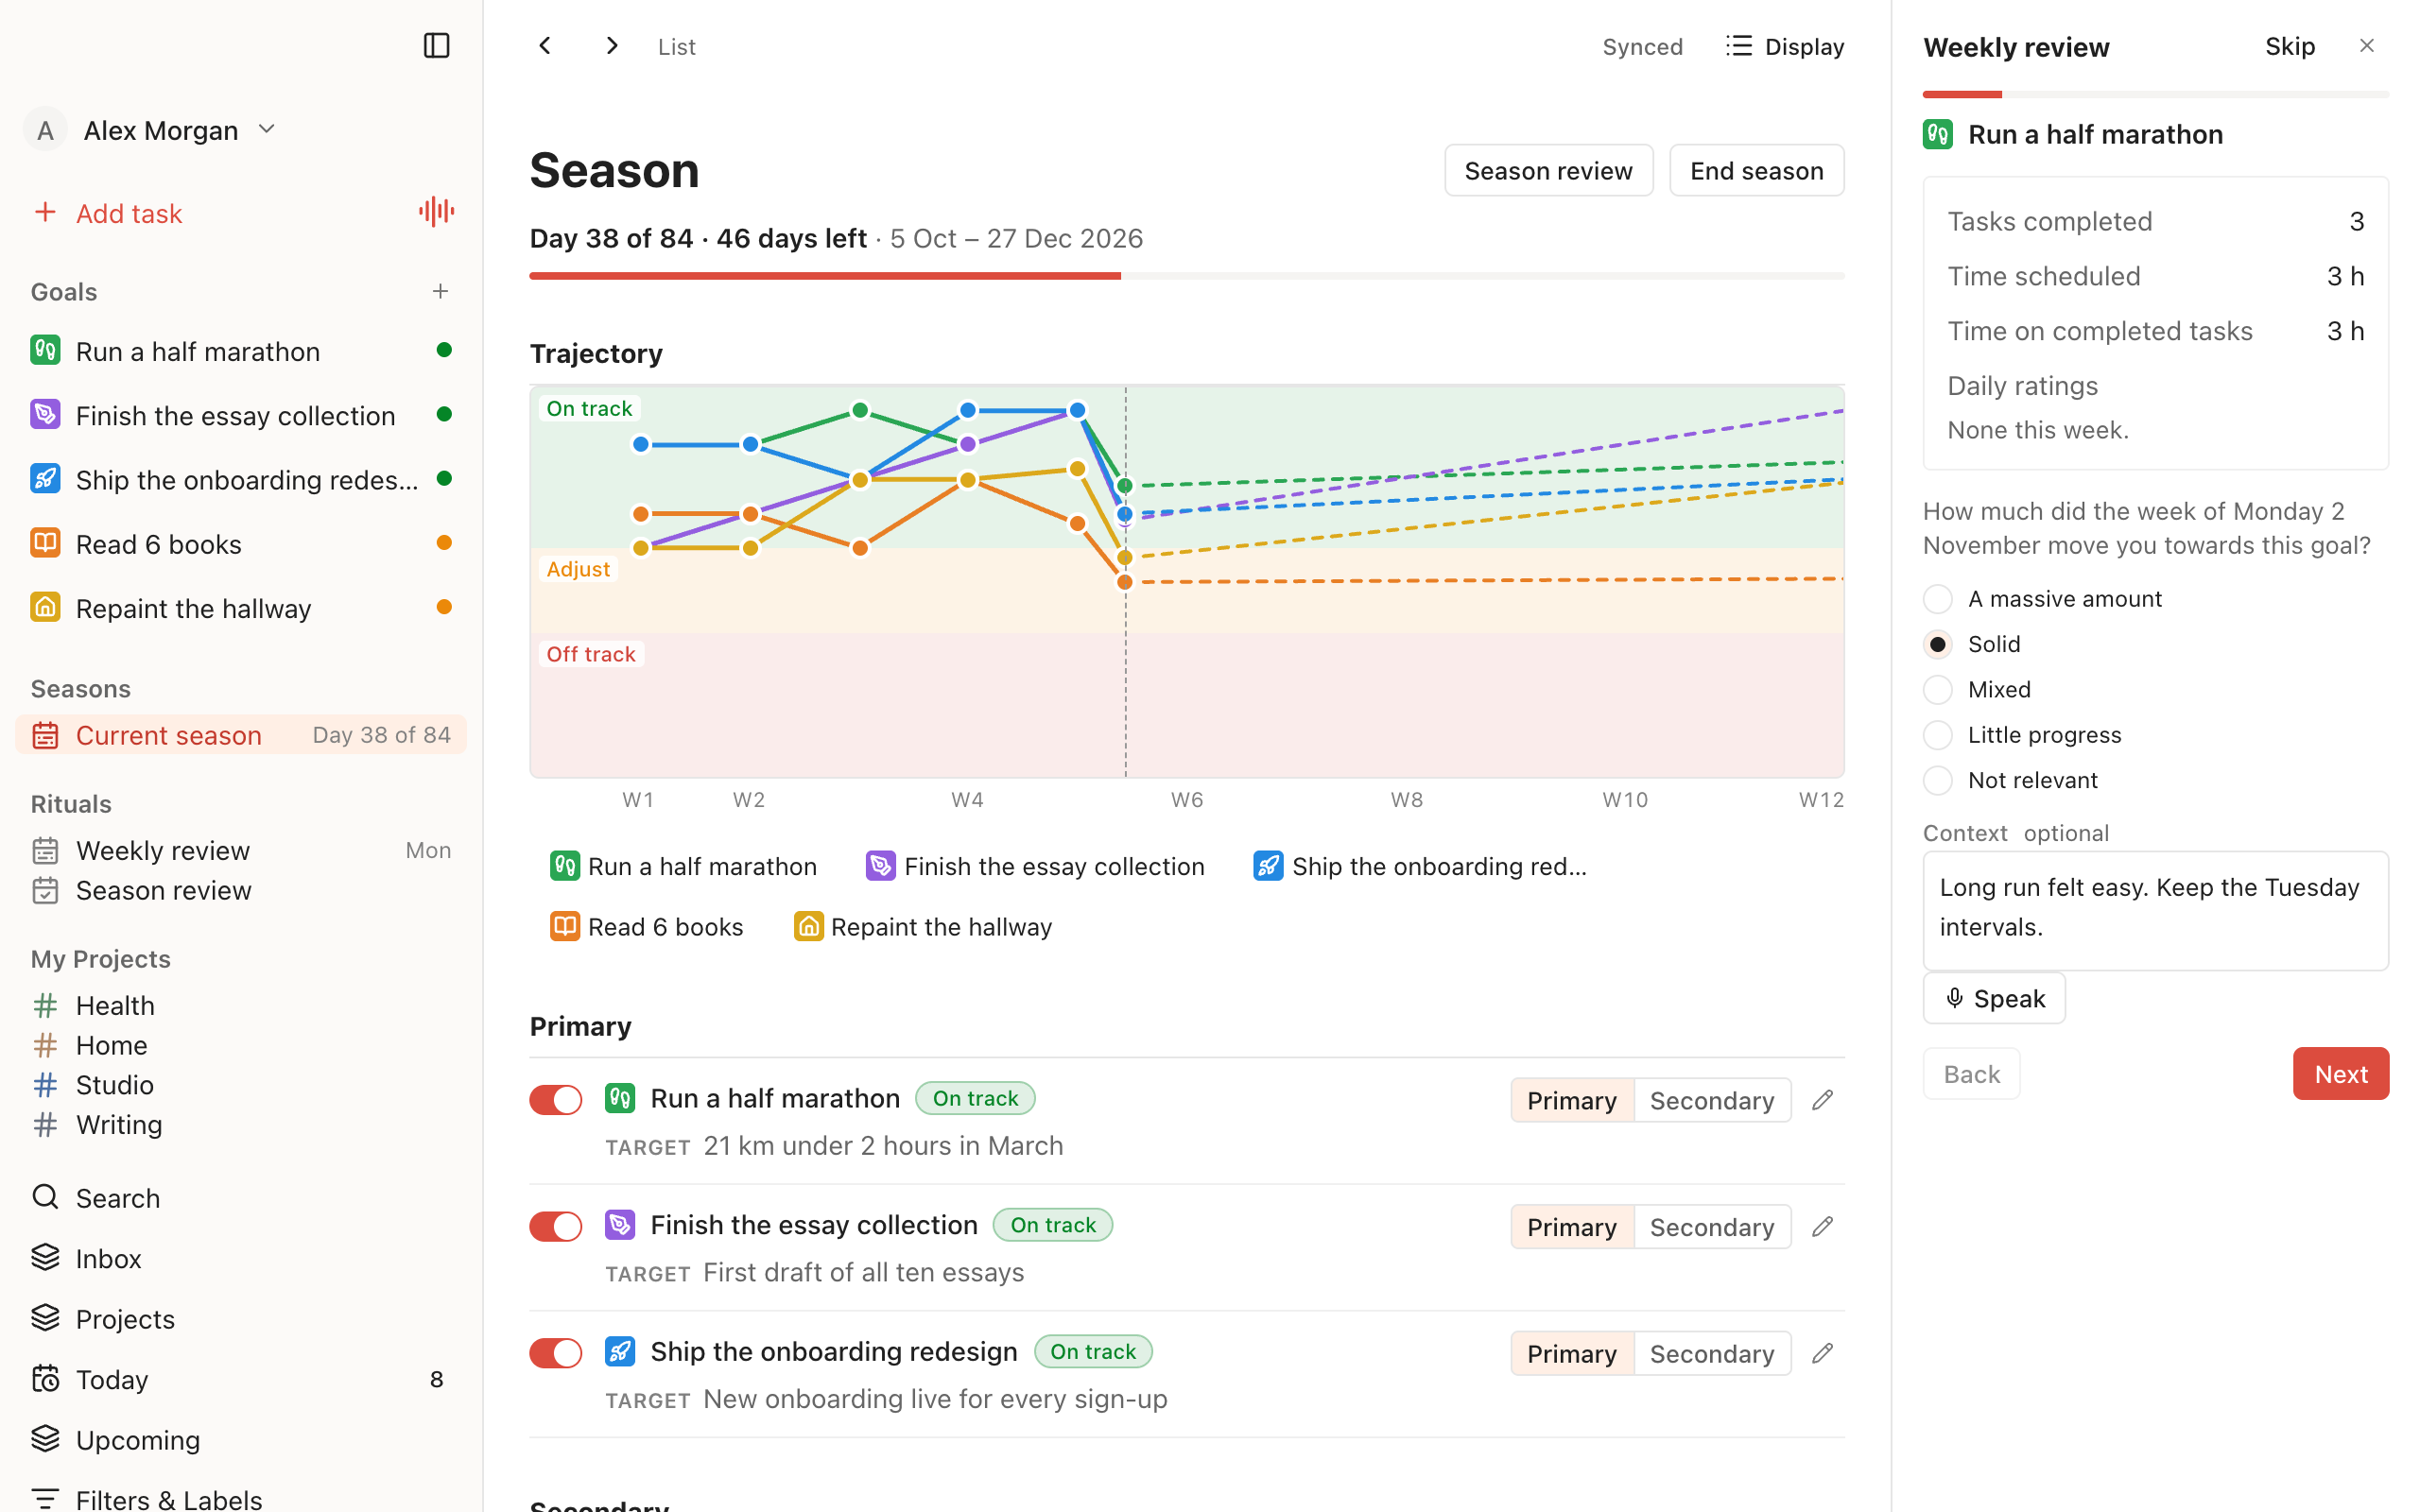 A Alex Morgan
Add task
Goals
Run a half marathon
Finish the essay collection
Ship the onboarding redes...
Read 6 books
Repaint the hallway
Seasons
Current season Day 38 of 84
Rituals
Weekly review Mon
Season review
My Projects
Health
Home
Studio
Writing
Search
Inbox
Projects
Today 8
Upcoming
Filters & Labels
List Synced Display
Season Season review End season
Day 38 of 84 · 46 days left · 5 Oct – 27 Dec 2026
Trajectory
On track
Adjust
Off track
W1 W2 W4 W6 W8 W10 W12
Run a half marathon Finish the essay collection Ship the onboarding red...
Read 6 books Repaint the hallway
Primary
Run a half marathon On track Primary Secondary
TARGET 21 km under 2 hours in March
Finish the essay collection On track Primary Secondary
TARGET First draft of all ten essays
Ship the onboarding redesign On track Primary Secondary
TARGET New onboarding live for every sign-up
Secondary
Weekly review Skip
Run a half marathon
Tasks completed 3
Time scheduled 3 h
Time on completed tasks 3 h
Daily ratings
None this week.
How much did the week of Monday 2
November move you towards this goal?
A massive amount
Solid
Mixed
Little progress
Not relevant
Context optional
Long run felt easy. Keep the Tuesday
intervals.
Speak
Back Next